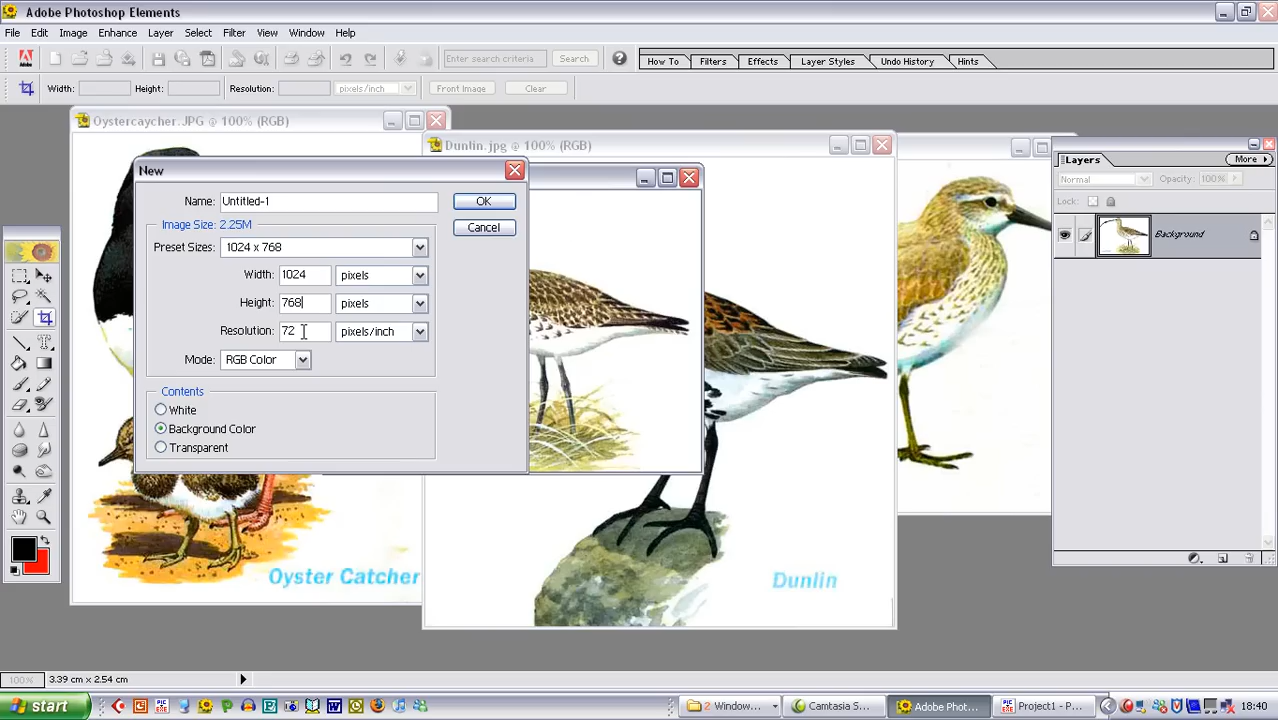 Adobe Photoshop Elements
File Edit Image Enhance Layer Select Filter View Window Help
Enter search criteria Search
How To Filters Effects Layer Styles Undo History Hints
Width: Height: Resolution: pixels/inch Front Image Clear
Oystercaycher.JPG @ 100% (RGB)
Dunlin.jpg @ 100% (RGB)
Layers More
Normal Opacity: 100%
Lock:
Background
New
Name: Untitled-1 OK
Image Size: 2.25M Cancel
Preset Sizes: 1024 x 768
Width: 1024 pixels
Height: 768 pixels
Resolution: 72 pixels/inch
Mode: RGB Color
Contents
White
Background Color
Transparent
Oyster Catcher
Dunlin
100% 3.39 cm x 2.54 cm
start 2 Window... Camtasia S... Adobe Phot... Project1 - P... 18:40